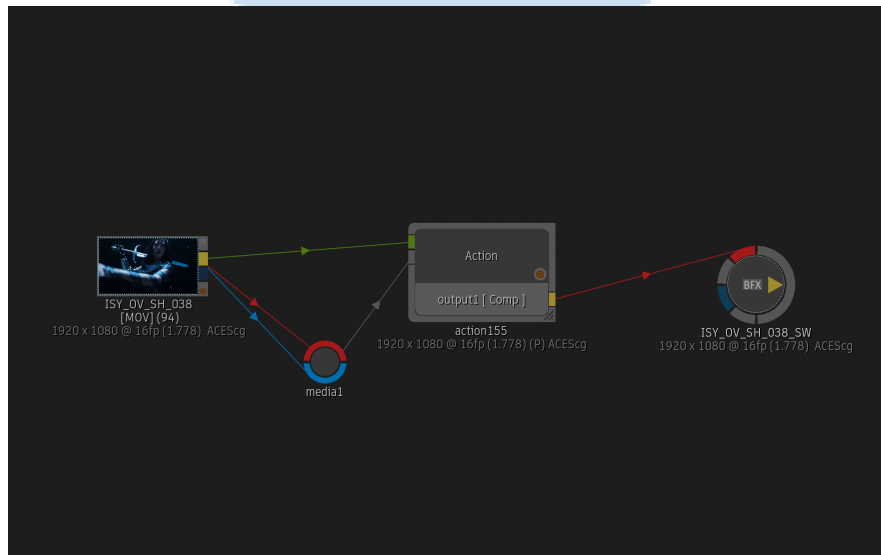 ISY_OV_SH_038
[MOV] (94)
1920 x 1080 @ 16fp (1.778) ACEScg
media1
Action
output1 [ Comp ]
action155
1920 x 1080 @ 16fp (1.778) (P) ACEScg
BFX
ISY_OV_SH_038_SW
1920 x 1080 @ 16fp (1.778) ACEScg